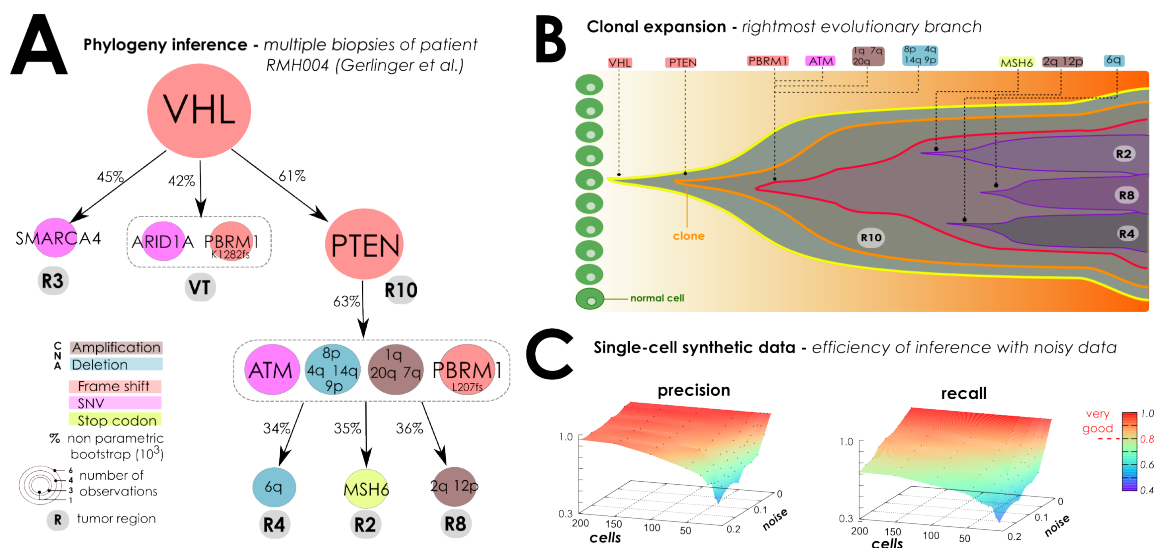 A
Phylogeny inference - multiple biopsies of patient
RMH004 (Gerlinger et al.)
VHL
45%
42%
61%
SMARCA4
ARID1A
PBRM1
K1282fs
PTEN
R3
VT
R10
63%
ATM
8p
4q 14q
9p
1q
20q 7q
PBRM1
L207fs
34%
35%
36%
6q
MSH6
2q 12p
R4
R2
R8
CNA
Amplification
Deletion
Frame shift
SNV
Stop codon
% non parametric
bootstrap (10³)
6
4
3
1
number of
observations
R tumor region
B
Clonal expansion - rightmost evolutionary branch
VHL
PTEN
PBRM1
ATM
1q 7q
20q
8p 4q
14q 9p
MSH6
2q 12p
6q
R2
R8
R4
R10
clone
normal cell
C
Single-cell synthetic data - efficiency of inference with noisy data
precision
1.0
0.3
200
150
100
50
cells
0
0.1
0.2
noise
recall
1.0
0.3
200
150
100
50
cells
0
0.1
0.2
noise
very
good
1.0
0.8
0.6
0.4